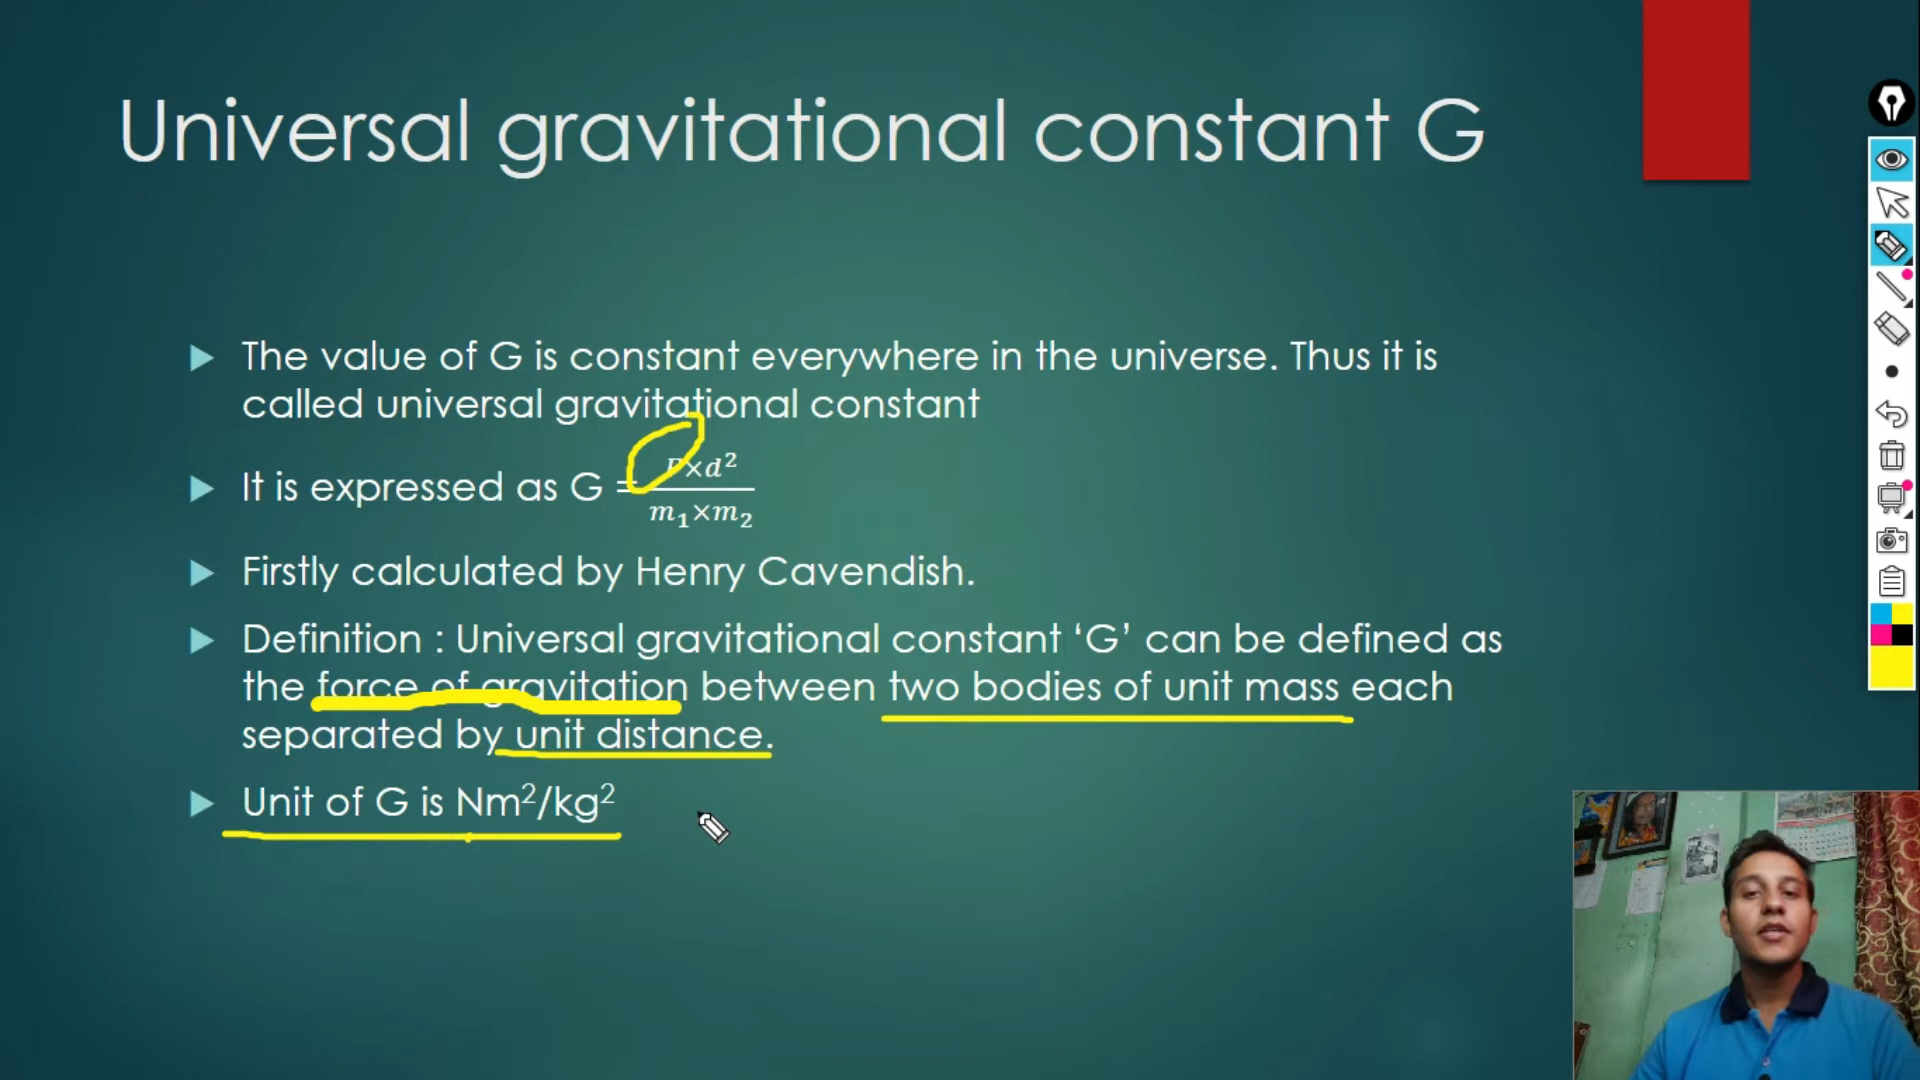 Universal gravitational constant G
The value of G is constant everywhere in the universe. Thus it is
called universal gravitational constant
It is expressed as G = F×d²/m₁×m₂
Firstly calculated by Henry Cavendish.
Definition : Universal gravitational constant ‘G’ can be defined as
the force of gravitation between two bodies of unit mass each
separated by unit distance.
Unit of G is Nm²/kg²